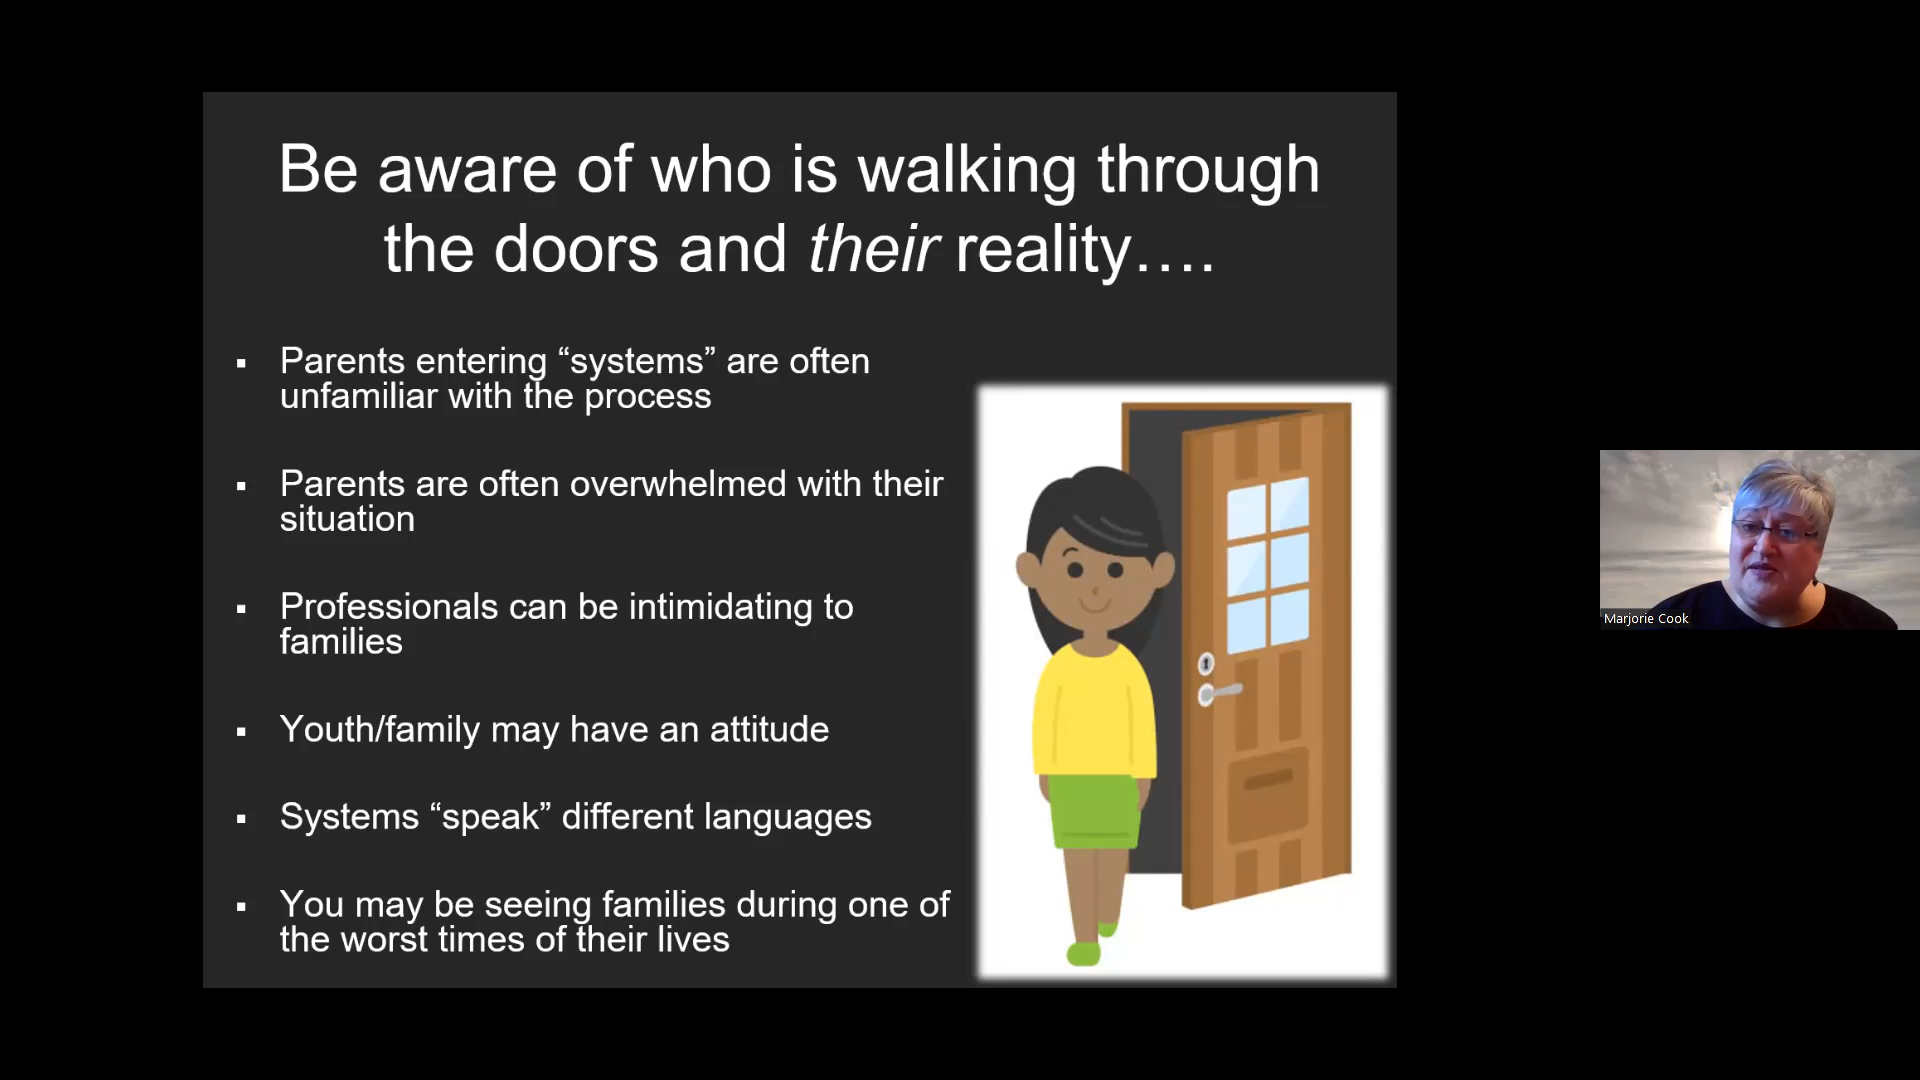 Be aware of who is walking through
the doors and their reality….
▪ Parents entering “systems” are often
unfamiliar with the process
▪ Parents are often overwhelmed with their
situation
▪ Professionals can be intimidating to
families
▪ Youth/family may have an attitude
▪ Systems “speak” different languages
▪ You may be seeing families during one of
the worst times of their lives
Marjorie Cook